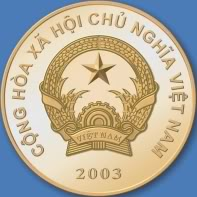 CỘNG HÒA XÃ HỘI CHỦ NGHĨA VIỆT NAM
VIỆT NAM
2003